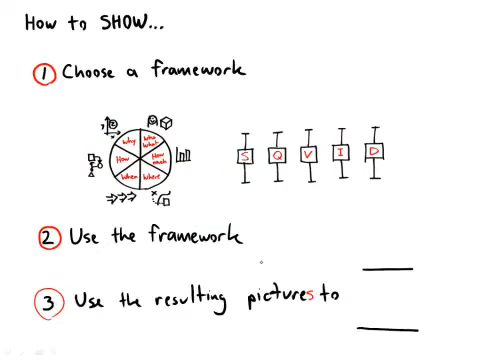 How to SHOW...
1 Choose a framework
Why Who What
How How much
When Where
S Q V I D
2 Use the framework
3 Use the resulting pictures to